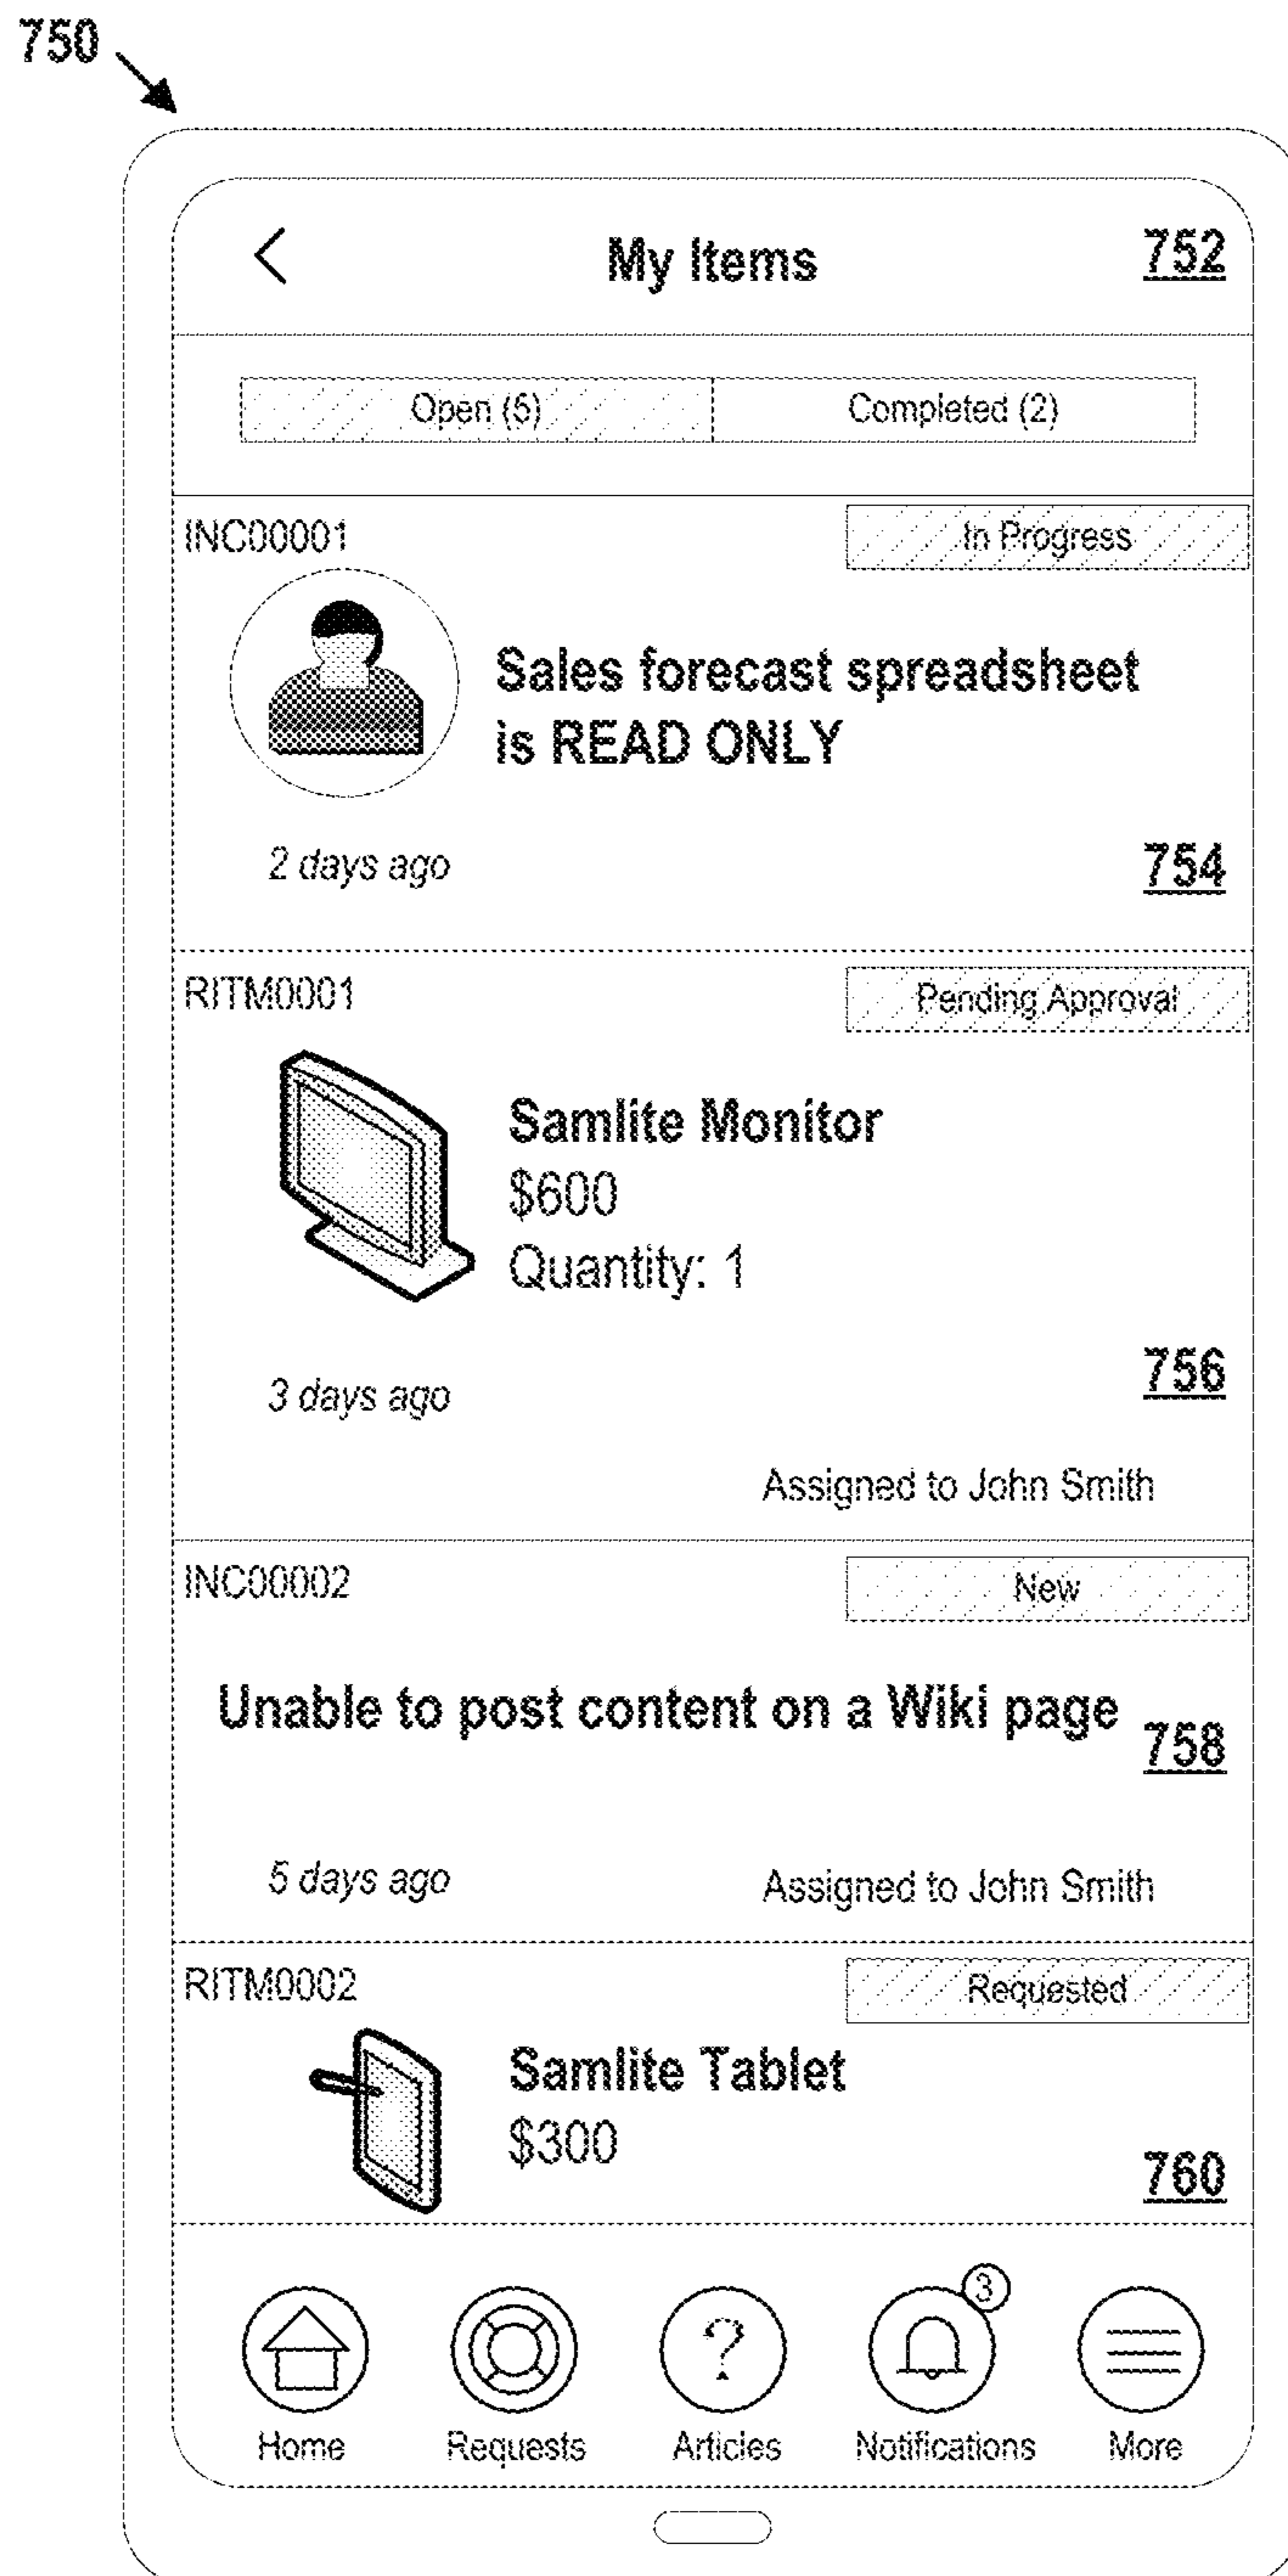 750
My Items
752
Open (5)
Completed (2)
INC00001
In Progress
Sales forecast spreadsheet
is READ ONLY
2 days ago
754
RITM0001
Pending Approval
Samlite Monitor
$600
Quantity: 1
3 days ago
756
Assigned to John Smith
INC00002
New
Unable to post content on a Wiki page
758
5 days ago
Assigned to John Smith
RITM0002
Requested
Samlite Tablet
$300
760
?
3
Home
Requests
Articles
Notifications
More